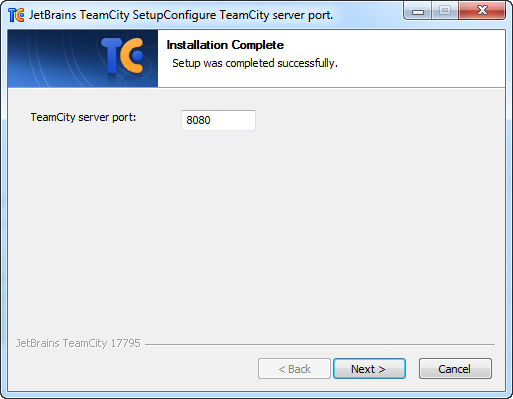 JetBrains TeamCity SetupConfigure TeamCity server port.
TC
Installation Complete
Setup was completed successfully.
TeamCity server port:
8080
JetBrains TeamCity 17795
< Back
Next >
Cancel